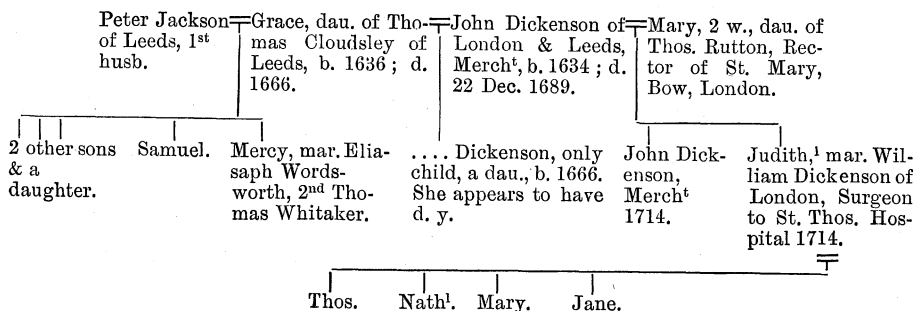 Peter Jackson
of Leeds, 1st
husb.
Grace, dau. of Tho-
mas Cloudsley of
Leeds, b. 1636 ; d.
1666.
John Dickenson of
London & Leeds,
Mercht, b. 1634 ; d.
22 Dec. 1689.
Mary, 2 w., dau. of
Thos. Rutton, Rec-
tor of St. Mary,
Bow, London.
2 other sons
& a
daughter.
Samuel.
Mercy, mar. Elia-
saph Words-
worth, 2nd Tho-
mas Whitaker.
.... Dickenson, only
child, a dau., b. 1666.
She appears to have
d. y.
John Dick-
enson,
Mercht
1714.
Judith,1 mar. Wil-
liam Dickenson of
London, Surgeon
to St. Thos. Hos-
pital 1714.
Thos.
Nathl.
Mary.
Jane.